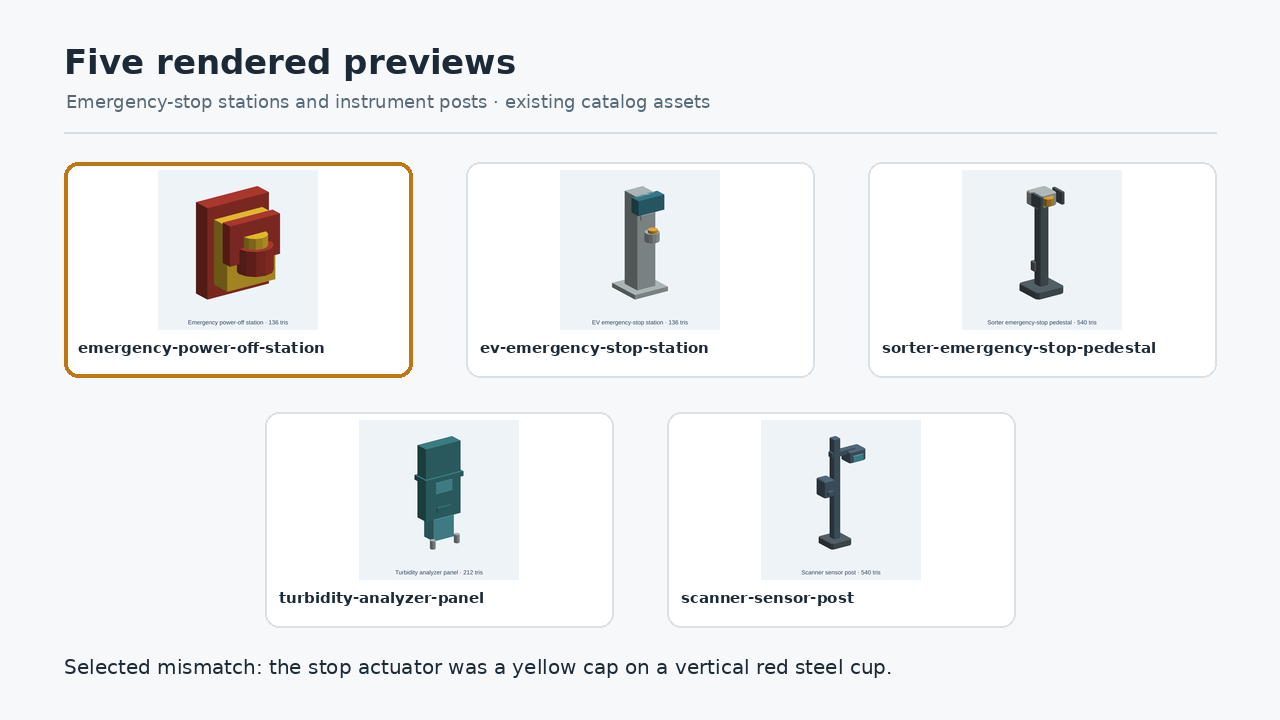 Five rendered previews
Emergency-stop stations and instrument posts · existing catalog assets
Emergency power-off station · 136 tris
emergency-power-off-station
EV emergency-stop station · 136 tris
ev-emergency-stop-station
Sorter emergency-stop pedestal · 540 tris
sorter-emergency-stop-pedestal
Turbidity analyzer panel · 212 tris
turbidity-analyzer-panel
Scanner sensor post · 540 tris
scanner-sensor-post
Selected mismatch: the stop actuator was a yellow cap on a vertical red steel cup.